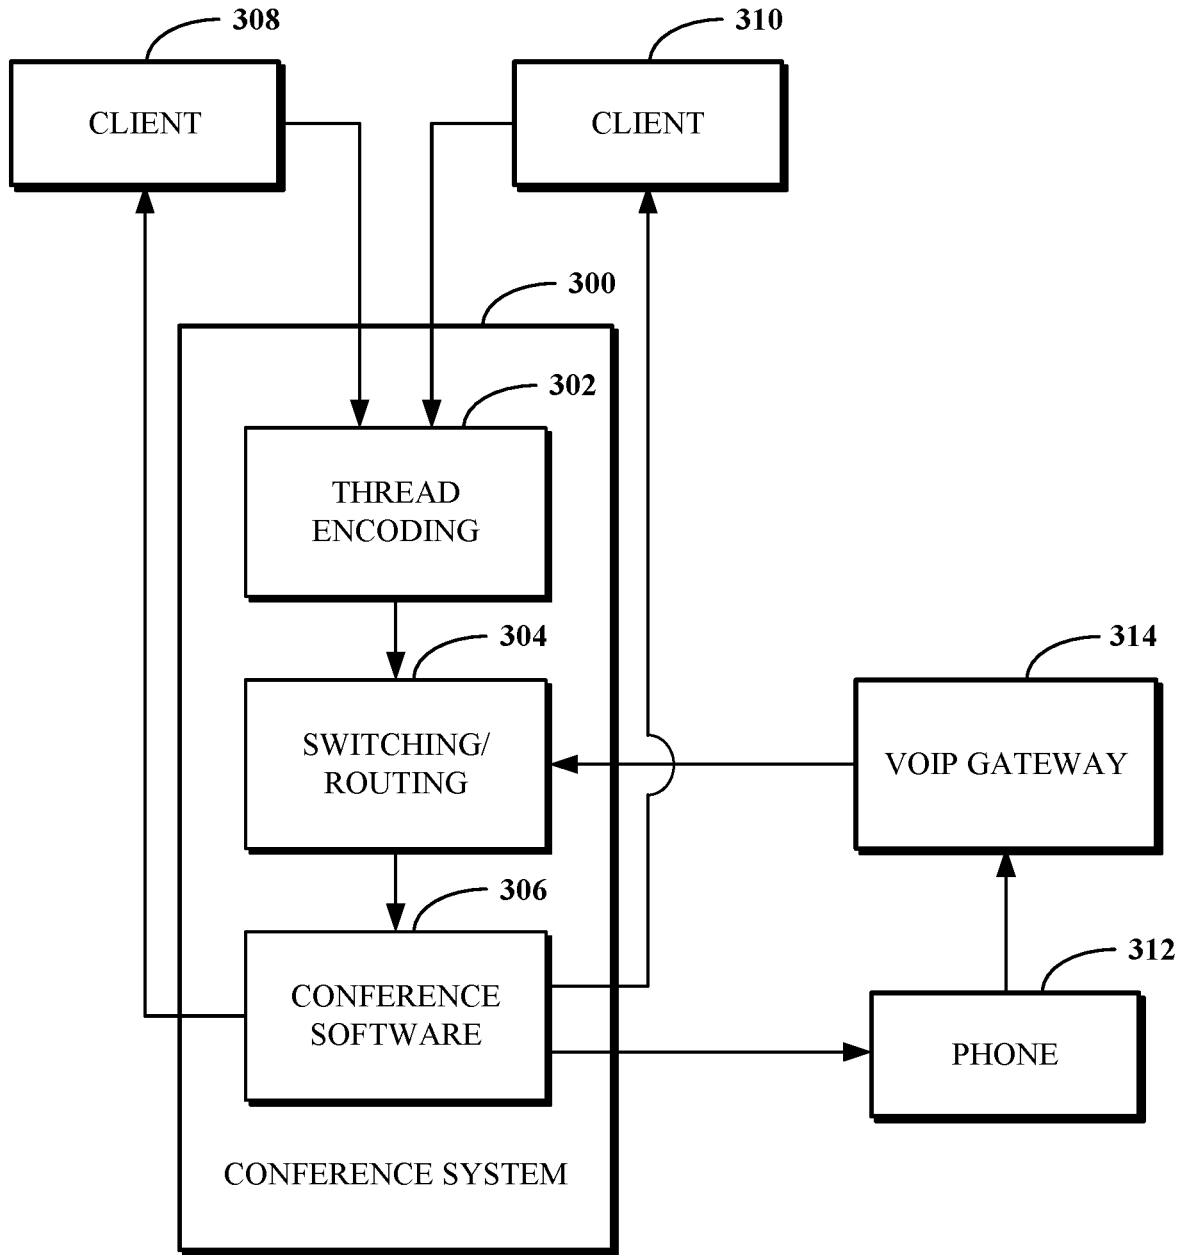 308
310
CLIENT
CLIENT
300
302
THREAD
ENCODING
304
314
SWITCHING/
ROUTING
VOIP GATEWAY
306
312
CONFERENCE
SOFTWARE
PHONE
CONFERENCE SYSTEM